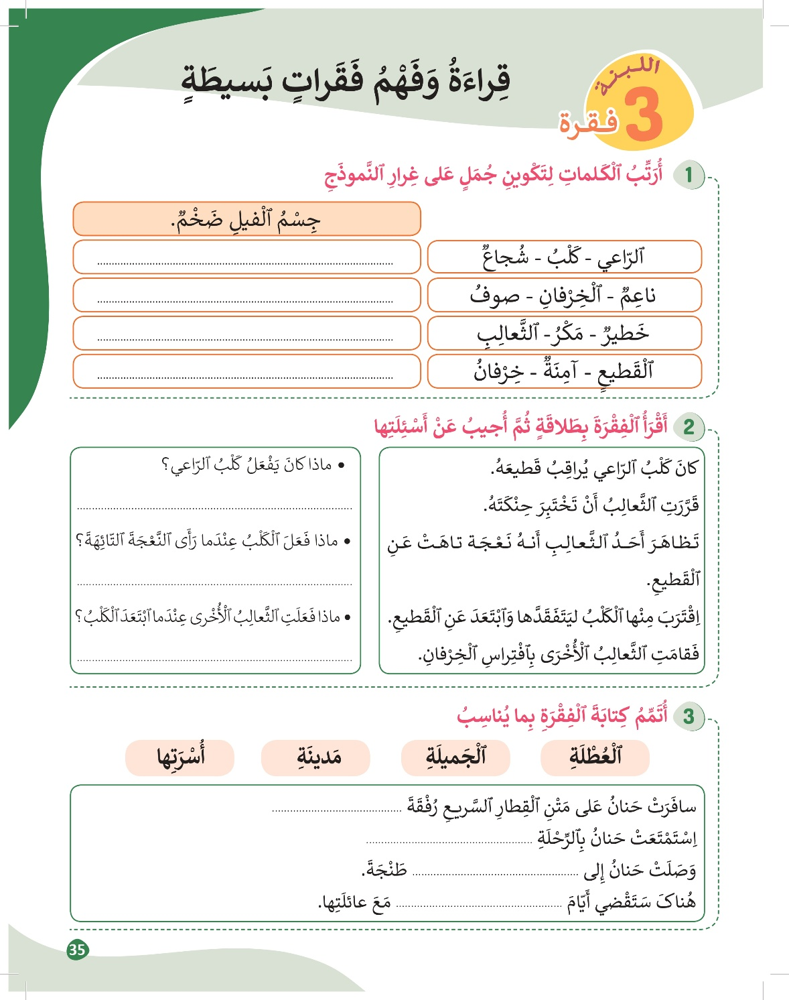 اللبنة
3
فقرة
قِراءَةُ وَفَهْمُ فَقَراتٍ بَسيطَةٍ
1 أُرَتِّبُ ٱلْكَلماتِ لِتَكْوينِ جُمَلٍ عَلى غِرارِ ٱلنَّموذَجِ
جِسْمُ ٱلْفيلِ ضَخْمٌ.
ٱلرّاعي - كَلْبُ - شُجاعٌ
ناعِمٌ - ٱلْخِرْفانِ - صوفُ
خَطيرٌ - مَكْرُ - ٱلثَّعالِبِ
ٱلْقَطيعِ - آمِنَةٌ - خِرْفانُ
2 أَقْرَأُ ٱلْفِقْرَةَ بِطَلاقَةٍ ثُمَّ أُجيبُ عَنْ أَسْئِلَتِها
كانَ كَلْبُ ٱلرّاعي يُراقِبُ قَطيعَهُ.
قَرَّرَتِ ٱلثَّعالِبُ أَنْ تَخْتَبِرَ حِنْكَتَهُ.
تَظاهَرَ أَحَدُ ٱلثَّعالِبِ أَنهُ نَعْجَة تاهَتْ عَنِ
ٱلْقَطيعِ.
اِقْتَرَبَ مِنْها ٱلْكَلْبُ ليَتَفَقَدَّها وَٱبْتَعَدَ عَنِ ٱلْقَطيعِ.
فَقامَتِ ٱلثَّعالِبُ ٱلْأُخْرَى بِٱفْتِراسِ ٱلْخِرْفانِ.
• ماذا كانَ يَفْعَلُ كَلْبُ ٱلرّاعي؟
• ماذا فَعَلَ ٱلْكَلْبُ عِنْدَما رَأَى ٱلنَّعْجَةَ ٱلتّائِهَةَ؟
• ماذا فَعَلَتِ ٱلثَّعالِبُ ٱلْأُخْرى عِنْدَما ٱبْتَعَدَ ٱلْكَلْبُ؟
3 أُتَمِّمُ كِتابَةَ ٱلْفِقْرَةِ بِما يُناسِبُ
ٱلْعُطْلَةِ ٱلْجَميلَةِ مَدينَةِ أُسْرَتِها
سافَرَتْ حَنانُ عَلى مَتْنِ ٱلْقِطارِ ٱلسَّريعِ رُفْقَةَ ........
اِسْتَمْتَعَتْ حَنانُ بِٱلرِّحْلَةِ ........
وَصَلَتْ حَنانُ إِلى ........ طَنْجَةَ.
هُناكَ سَتَقْضي أَيّامَ ........ مَعَ عائلَتِها.
35